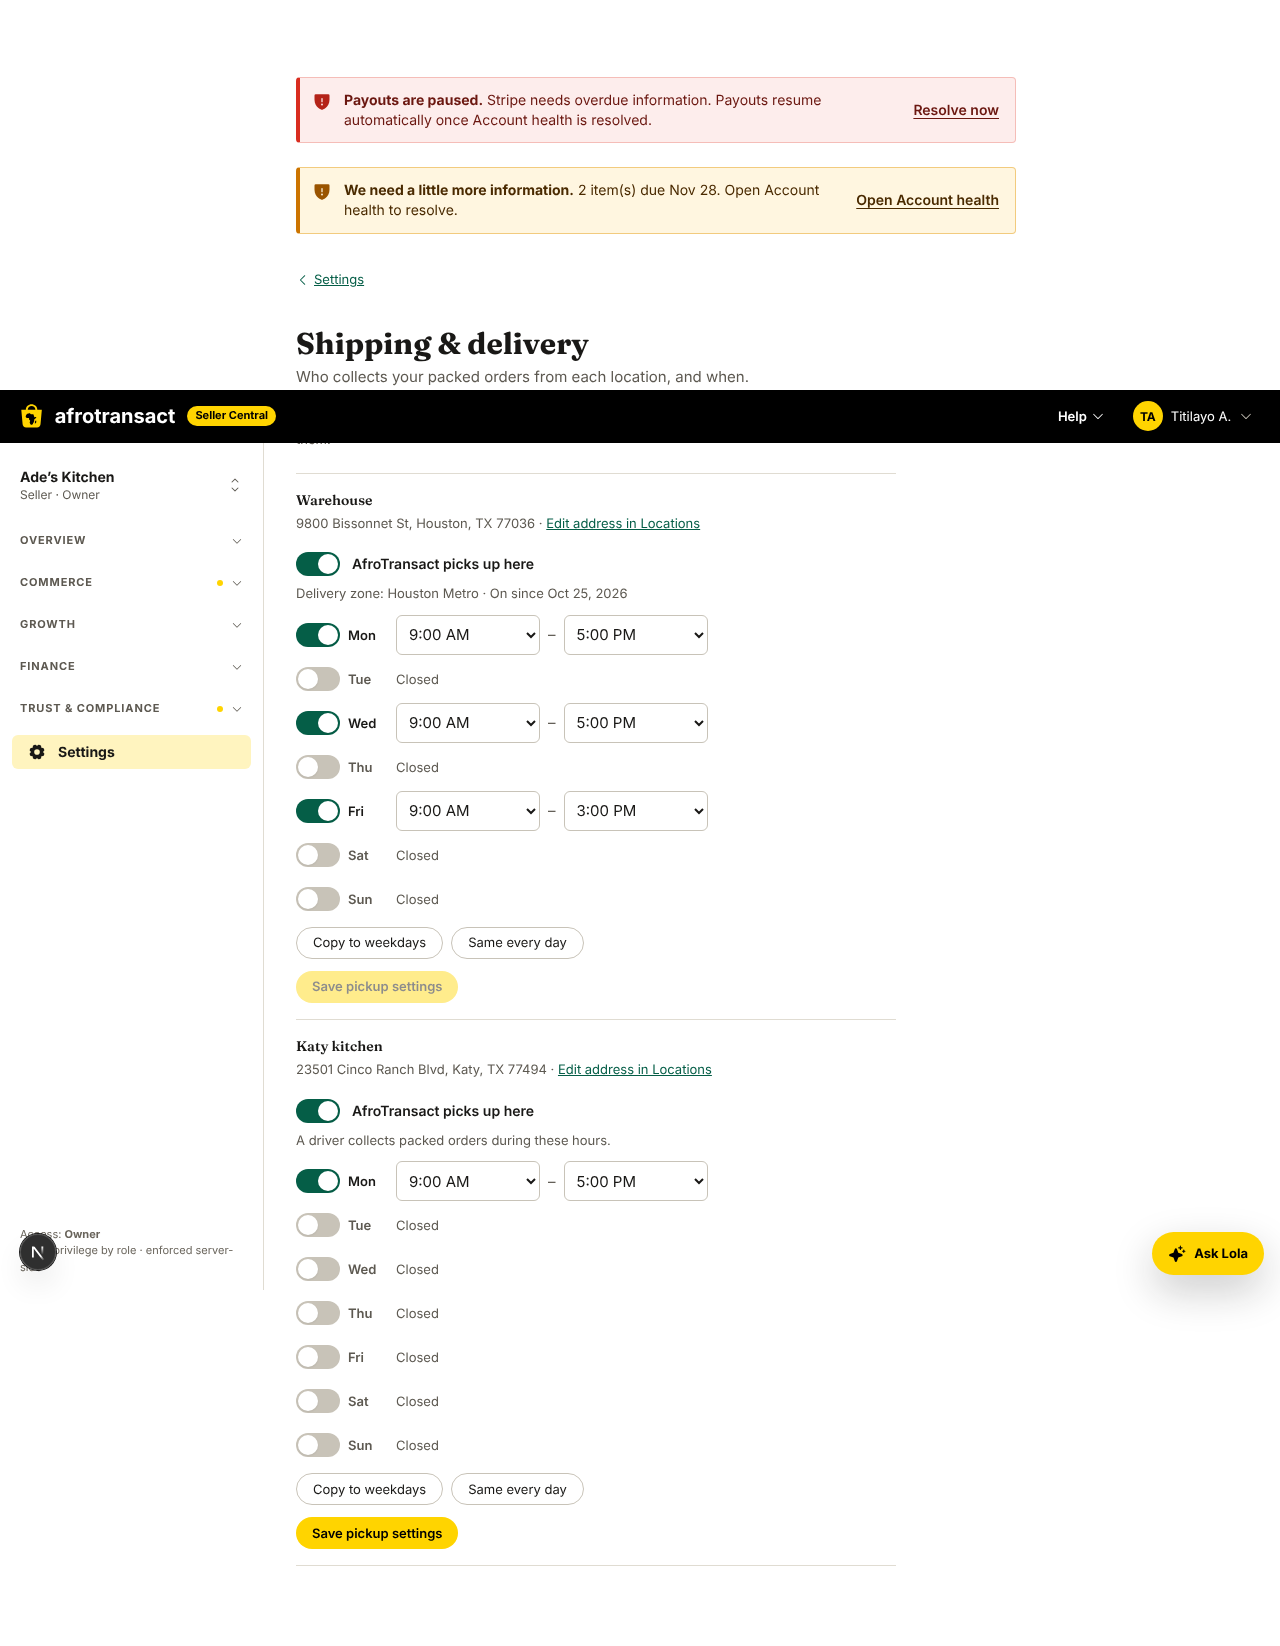 Payouts are paused. Stripe needs overdue information. Payouts resume
automatically once Account health is resolved.
Resolve now
We need a little more information. 2 item(s) due Nov 28. Open Account
health to resolve.
Open Account health
Settings
Shipping & delivery
Who collects your packed orders from each location, and when.
afrotransact
Seller Central
Help
TA
Titilayo A.
Ade's Kitchen
Seller · Owner
OVERVIEW
COMMERCE
GROWTH
FINANCE
TRUST & COMPLIANCE
Settings
Owner
privilege by role · enforced server-
Warehouse
9800 Bissonnet St, Houston, TX 77036 · Edit address in Locations
AfroTransact picks up here
Delivery zone: Houston Metro · On since Oct 25, 2026
Mon 9:00 AM – 5:00 PM
Tue Closed
Wed 9:00 AM – 5:00 PM
Thu Closed
Fri 9:00 AM – 3:00 PM
Sat Closed
Sun Closed
Copy to weekdays
Same every day
Save pickup settings
Katy kitchen
23501 Cinco Ranch Blvd, Katy, TX 77494 · Edit address in Locations
AfroTransact picks up here
A driver collects packed orders during these hours.
Mon 9:00 AM – 5:00 PM
Tue Closed
Wed Closed
Thu Closed
Fri Closed
Sat Closed
Sun Closed
Copy to weekdays
Same every day
Save pickup settings
Ask Lola